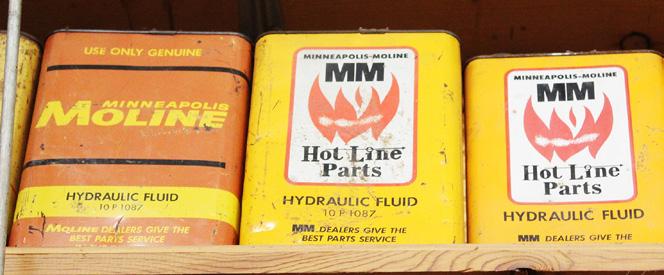 USE ONLY GENUINE
MINNEAPOLIS
MOLINE
HYDRAULIC FLUID
10 P 1087
MOLINE DEALERS GIVE THE
BEST PARTS SERVICE
MINNEAPOLIS-MOLINE
MM
Hot Line
Parts
HYDRAULIC FLUID
10 P 1087
MM DEALERS GIVE THE
BEST PARTS SERVICE
MINNEAPOLIS-MOLINE
MM
Hot Line
Parts
HYDRAULIC FLUID
MM DEALERS GIVE THE